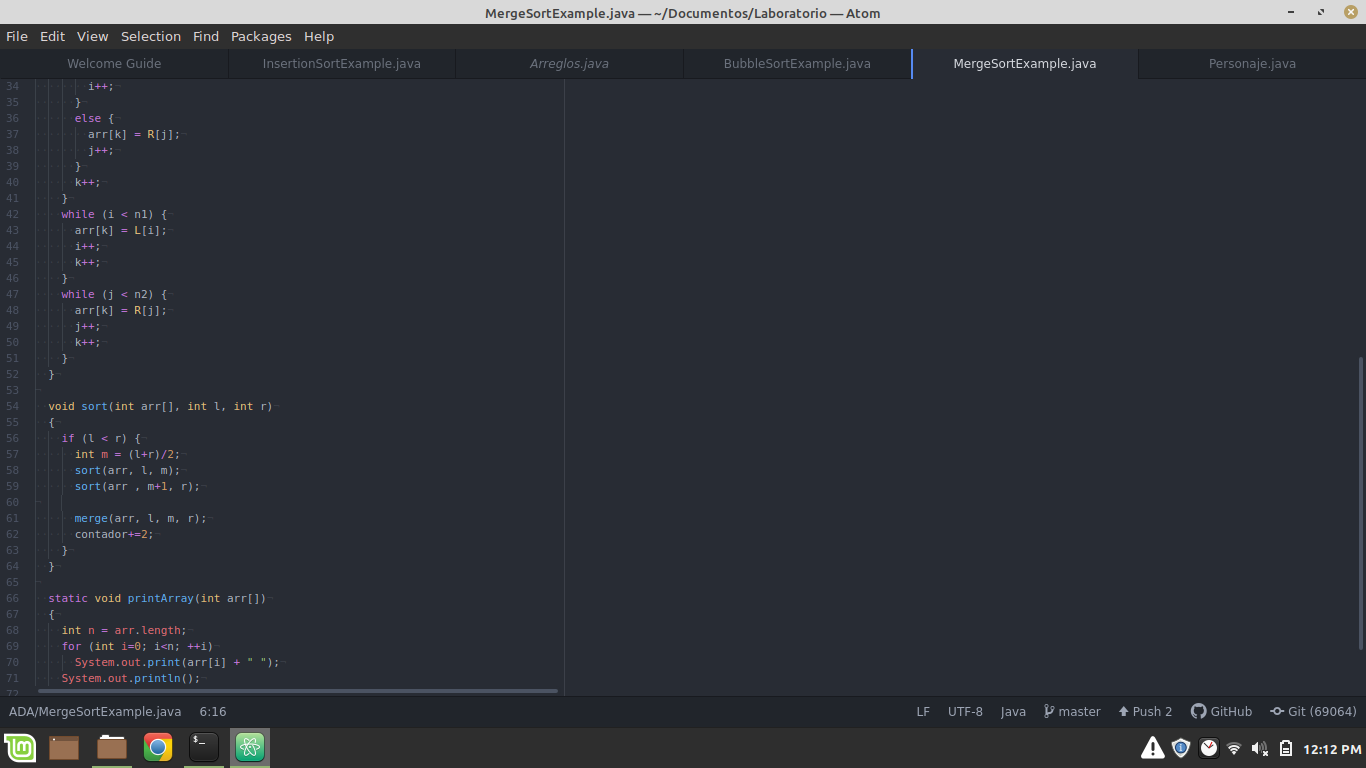 MergeSortExample.java — ~/Documentos/Laboratorio — Atom
File Edit View Selection Find Packages Help
Welcome Guide InsertionSortExample.java Arreglos.java BubbleSortExample.java MergeSortExample.java Personaje.java
34 i++;
35 }
36 else {
37 arr[k] = R[j];
38 j++;
39 }
40 k++;
41 }
42 while (i < n1) {
43 arr[k] = L[i];
44 i++;
45 k++;
46 }
47 while (j < n2) {
48 arr[k] = R[j];
49 j++;
50 k++;
51 }
52 }
53
54 void sort(int arr[], int l, int r)
55 {
56 if (l < r) {
57 int m = (l+r)/2;
58 sort(arr, l, m);
59 sort(arr , m+1, r);
60
61 merge(arr, l, m, r);
62 contador+=2;
63 }
64 }
65
66 static void printArray(int arr[])
67 {
68 int n = arr.length;
69 for (int i=0; i<n; ++i)
70 System.out.print(arr[i] + " ");
71 System.out.println();
72
ADA/MergeSortExample.java 6:16 LF UTF-8 Java master Push 2 GitHub Git (69064)
$_ 12:12 PM